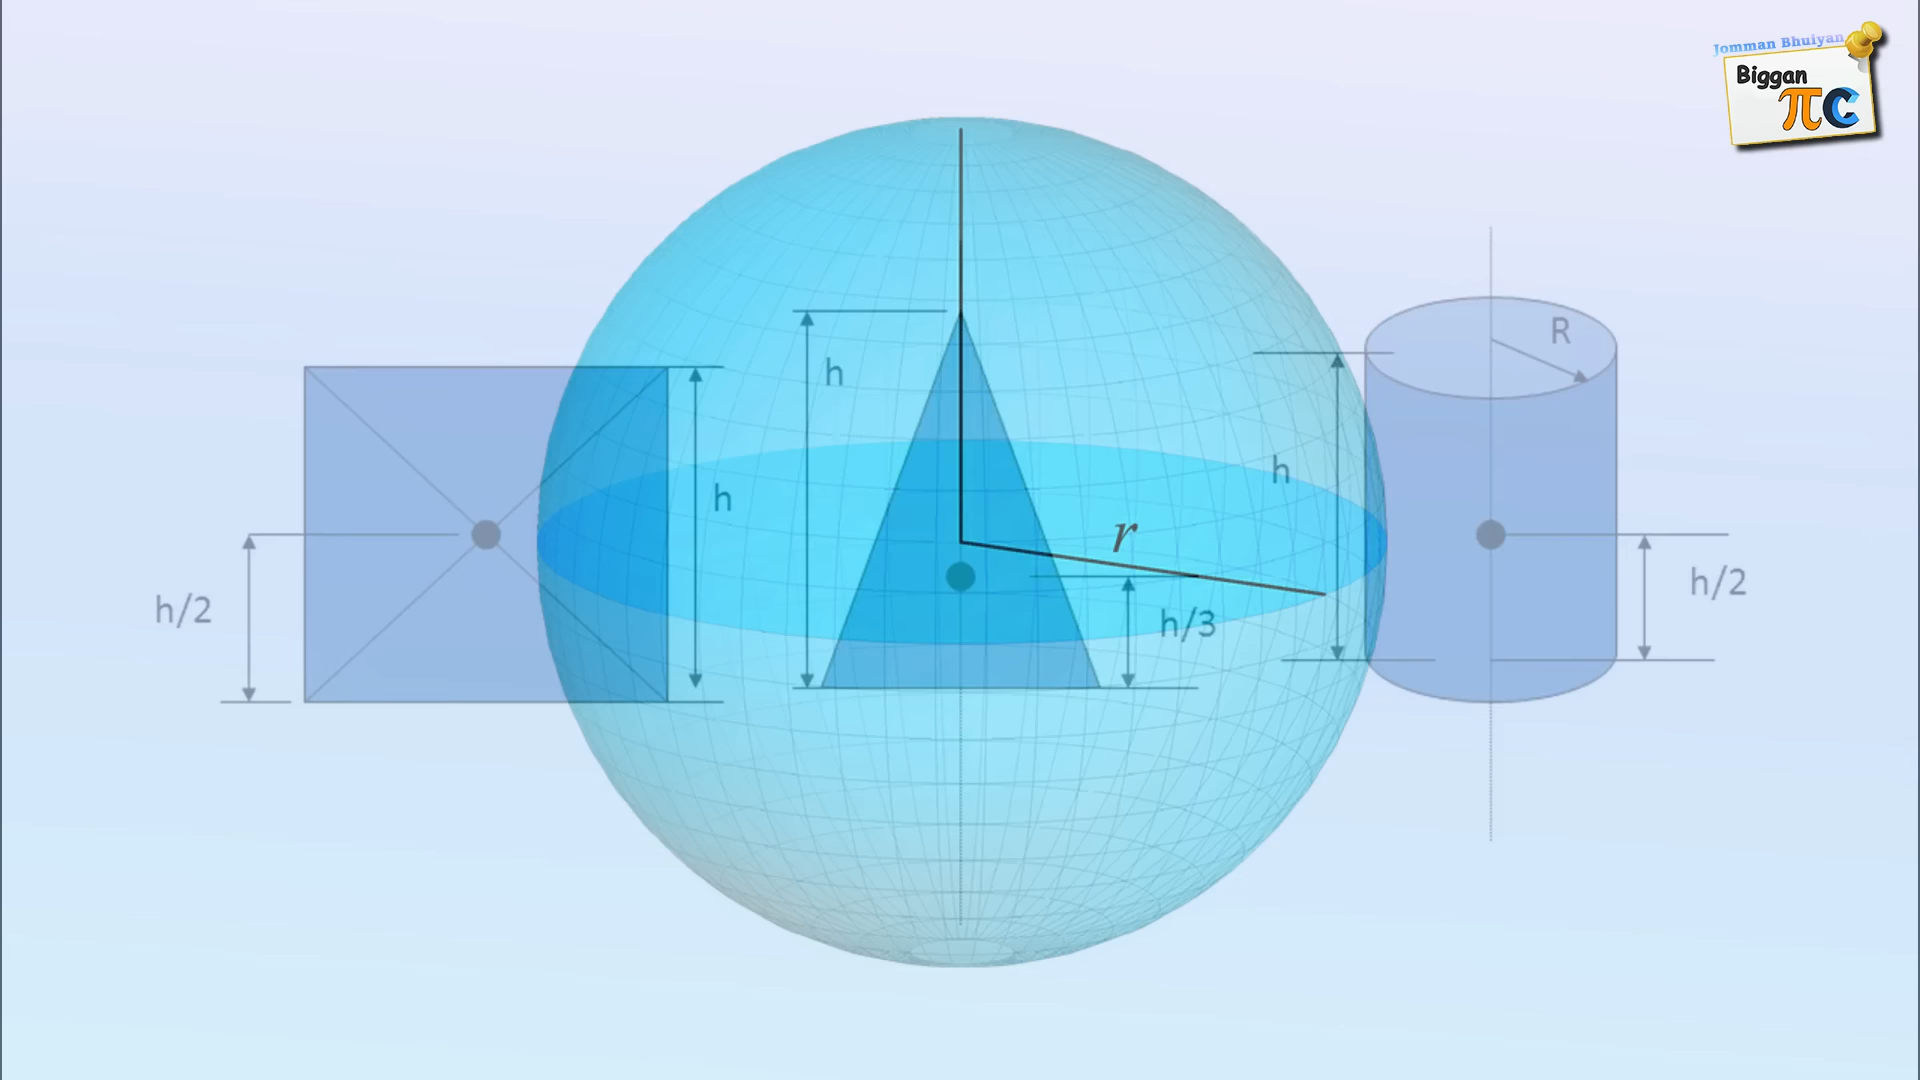 Jomman Bhuiyan
Biggan
πC
R
h
h
h
r
h/2
h/3
h/2